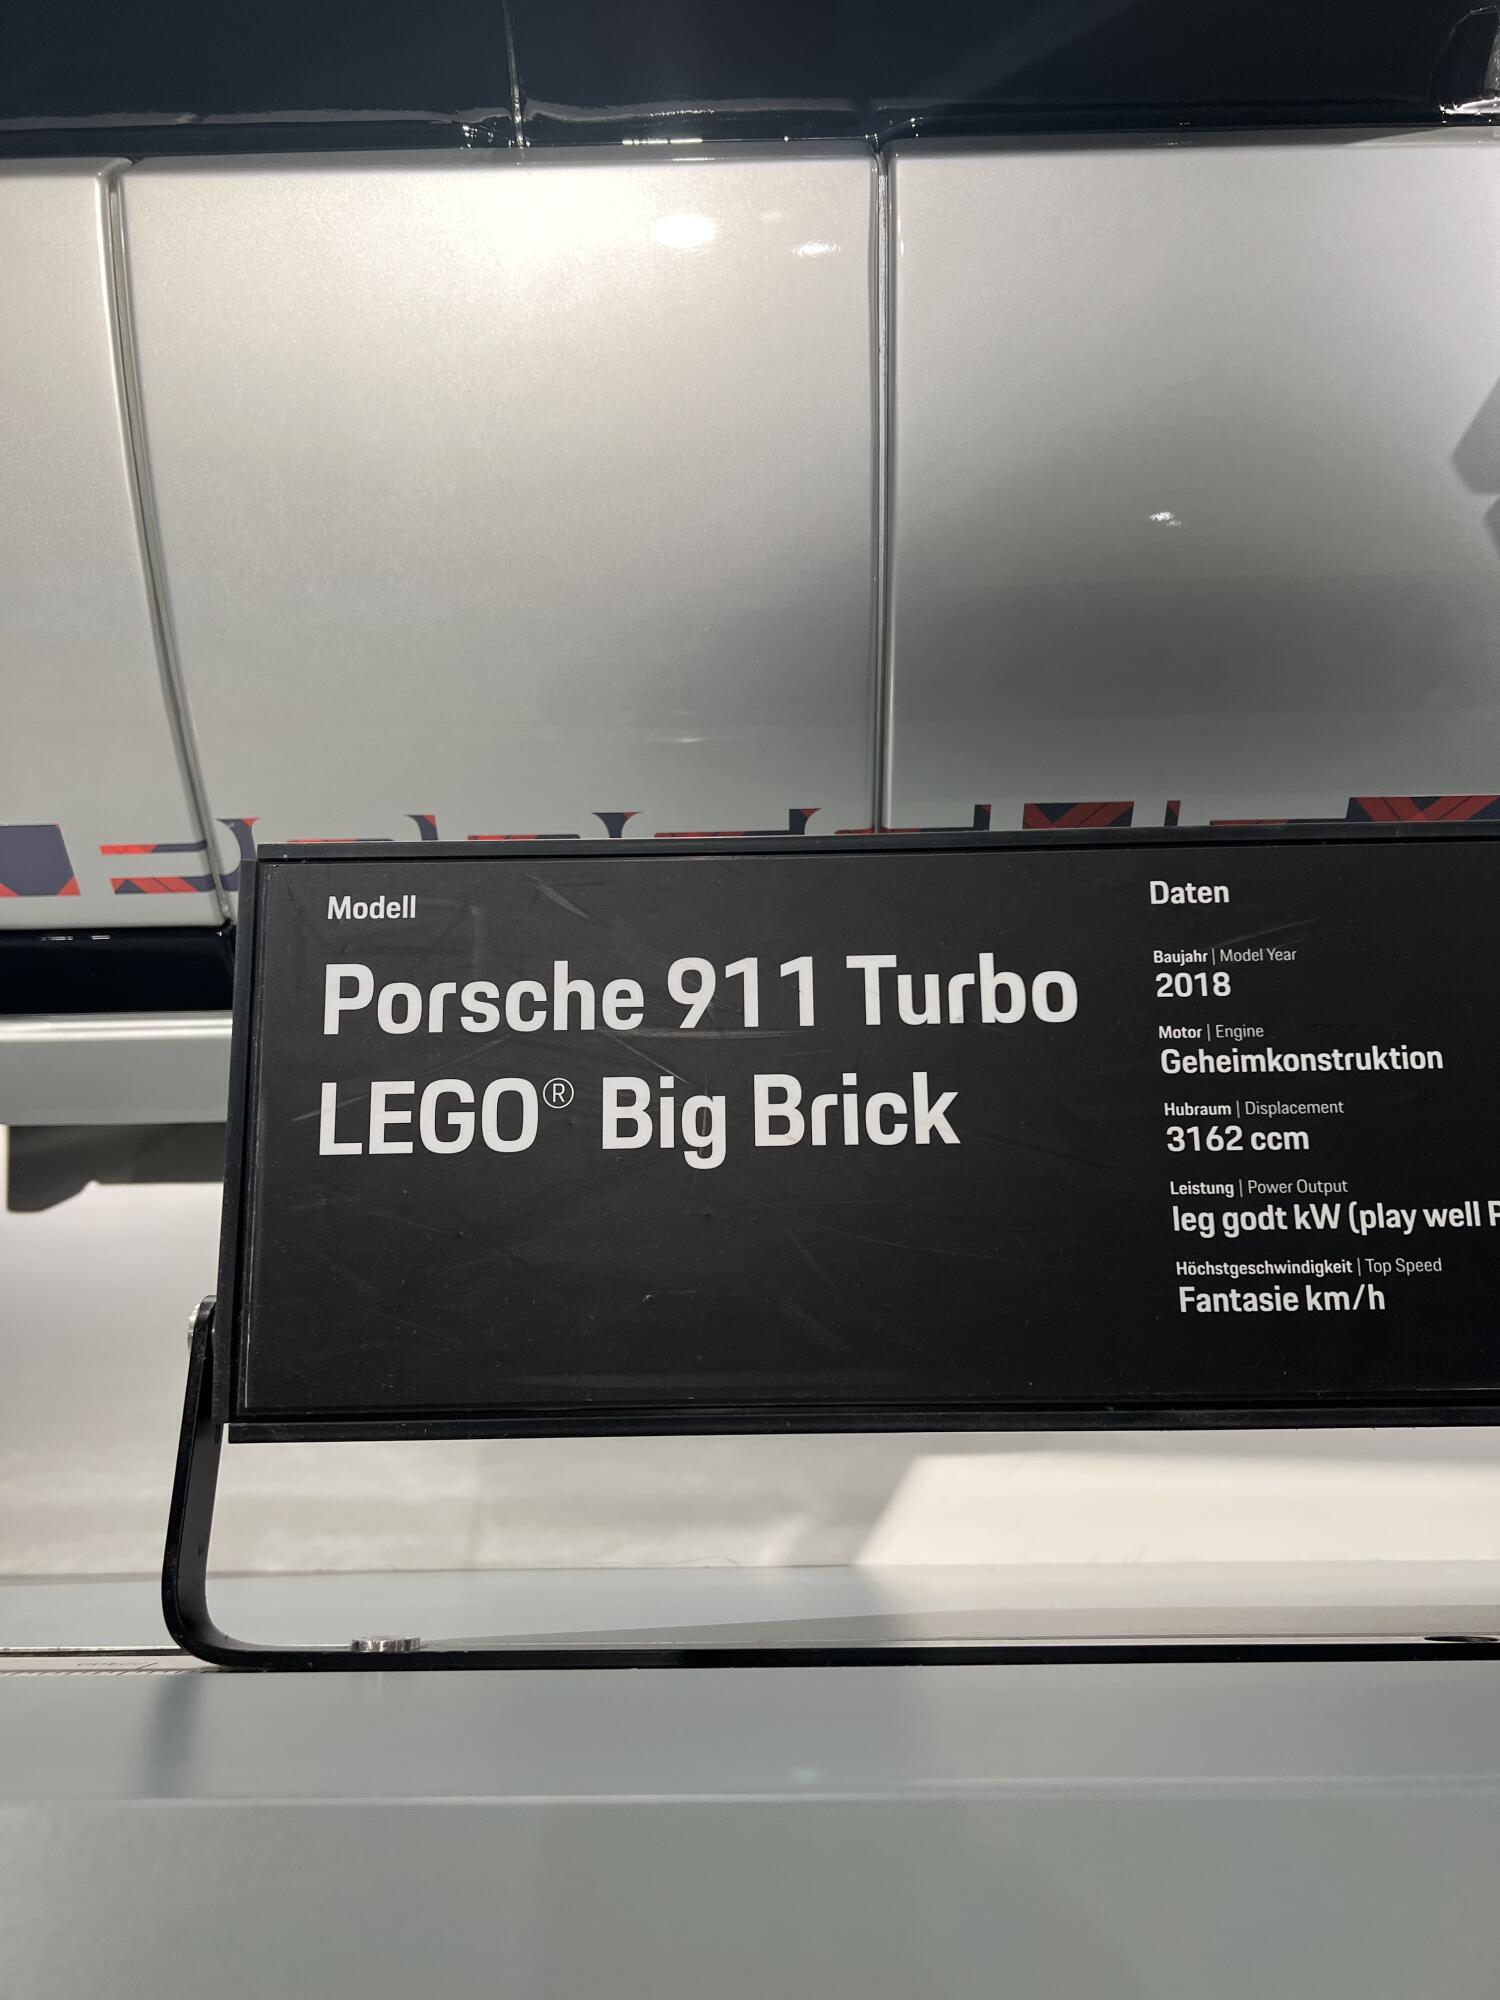 Modell
Porsche 911 Turbo
LEGO® Big Brick
Daten
Baujahr | Model Year
2018
Motor | Engine
Geheimkonstruktion
Hubraum | Displacement
3162 ccm
Leistung | Power Output
leg godt kW (play well
Höchstgeschwindigkeit | Top Speed
Fantasie km/h